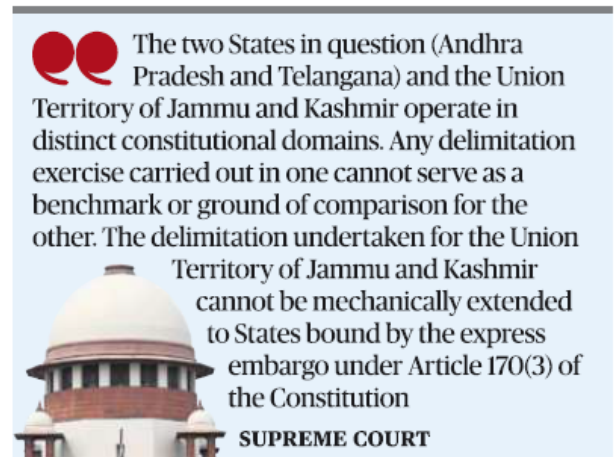 The two States in question (Andhra
Pradesh and Telangana) and the Union
Territory of Jammu and Kashmir operate in
distinct constitutional domains. Any delimitation
exercise carried out in one cannot serve as a
benchmark or ground of comparison for the
other. The delimitation undertaken for the Union
Territory of Jammu and Kashmir
cannot be mechanically extended
to States bound by the express
embargo under Article 170(3) of
the Constitution
SUPREME COURT